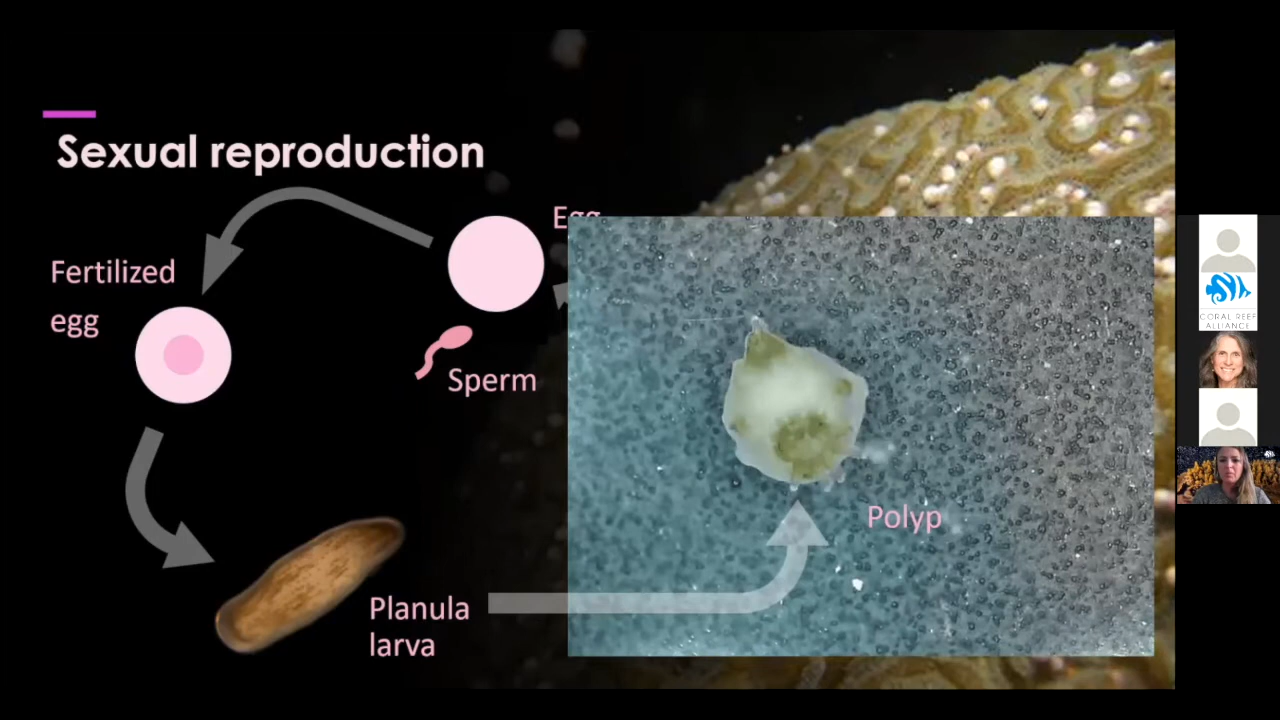 Sexual reproduction
Egg
Fertilized
egg
Sperm
Polyp
Planula
larva
CORAL REEF
ALLIANCE